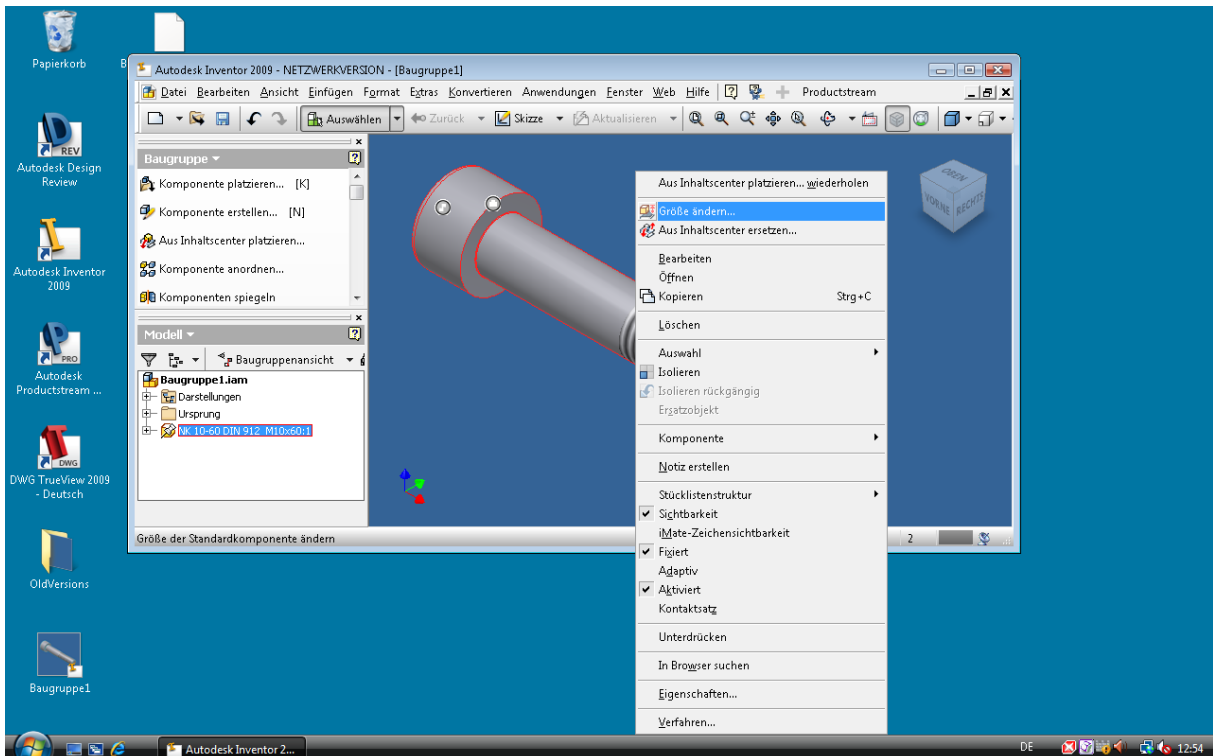 Papierkorb
B
Autodesk Design
Review
REV
Autodesk Inventor
2009
PRO
Autodesk
Productstream ...
DWG
DWG TrueView 2009
- Deutsch
OldVersions
Baugruppe1
Autodesk Inventor 2009 - NETZWERKVERSION - [Baugruppe1]
Datei Bearbeiten Ansicht Einfügen Format Extras Konvertieren Anwendungen Fenster Web Hilfe Productstream
Auswählen Zurück Skizze Aktualisieren
Baugruppe
Komponente platzieren... [K]
Komponente erstellen... [N]
Aus Inhaltscenter platzieren...
Komponente anordnen...
Komponenten spiegeln
Modell
Baugruppenansicht
Baugruppe1.iam
Darstellungen
Ursprung
NK 10-60 DIN 912 M10x60:1
OBEN
VORNE
RECHTS
Aus Inhaltscenter platzieren... wiederholen
Größe ändern...
Aus Inhaltscenter ersetzen...
Bearbeiten
Öffnen
Kopieren Strg+C
Löschen
Auswahl
Isolieren
Isolieren rückgängig
Ersatzobjekt
Komponente
Notiz erstellen
Stücklistenstruktur
Sichtbarkeit
iMate-Zeichensichtbarkeit
Fixiert
Adaptiv
Aktiviert
Kontaktsatz
Unterdrücken
In Browser suchen
Eigenschaften...
Verfahren...
Größe der Standardkomponente ändern
2
Autodesk Inventor 2...
DE
12:54